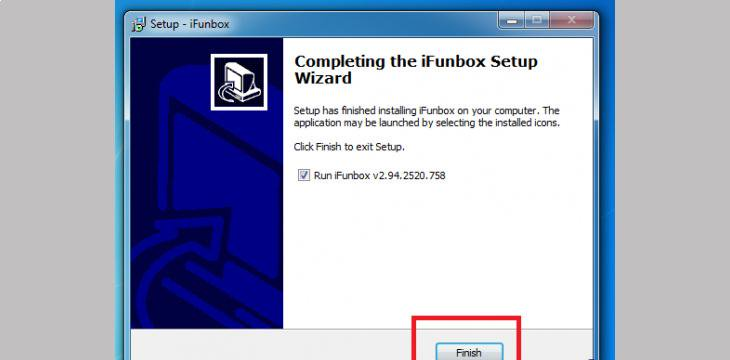 Setup - iFunbox
Completing the iFunbox Setup
Wizard
Setup has finished installing iFunbox on your computer. The
application may be launched by selecting the installed icons.
Click Finish to exit Setup.
Run iFunbox v2.94.2520.758
Finish